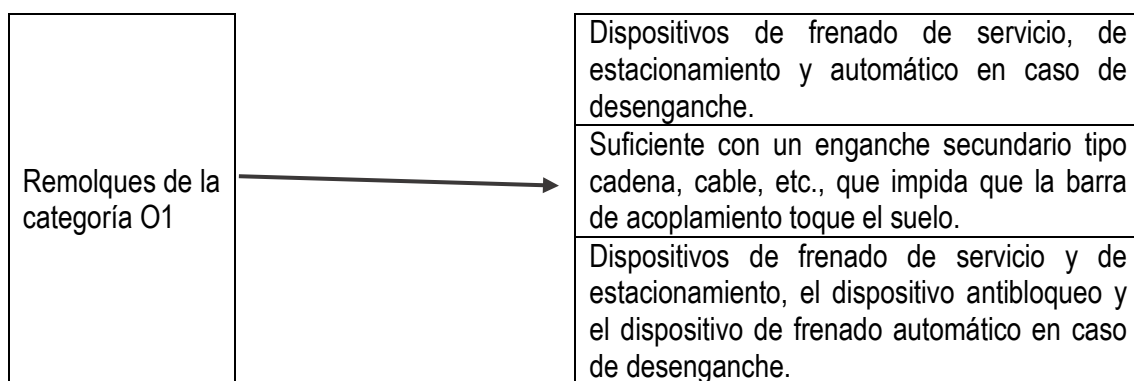 Remolques de la
categoría O1
Dispositivos de frenado de servicio, de
estacionamiento y automático en caso de
desenganche.
Suficiente con un enganche secundario tipo
cadena, cable, etc., que impida que la barra
de acoplamiento toque el suelo.
Dispositivos de frenado de servicio y de
estacionamiento, el dispositivo antibloqueo y
el dispositivo de frenado automático en caso
de desenganche.